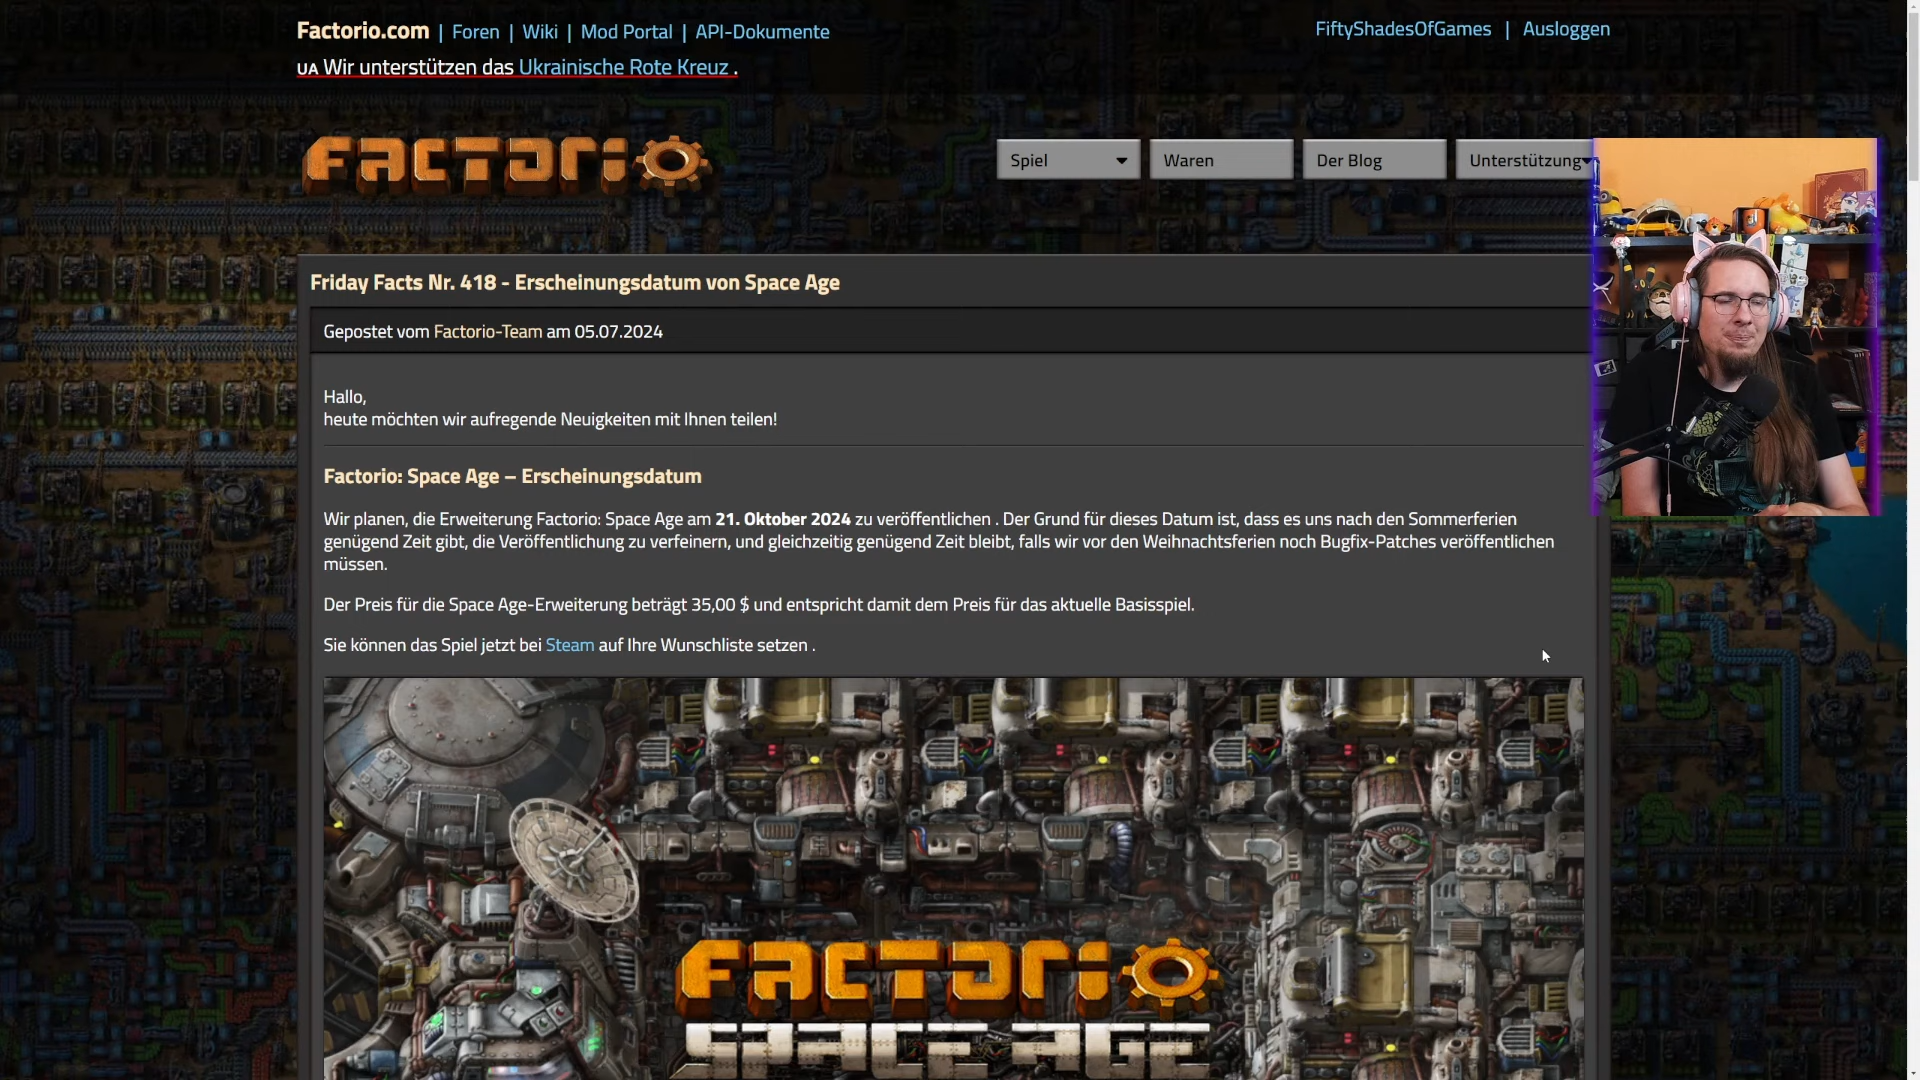 Factorio.com | Foren | Wiki | Mod Portal | API-Dokumente
FiftyShadesOfGames | Ausloggen
UA Wir unterstützen das Ukrainische Rote Kreuz .
FACTORIO
Spiel
Waren
Der Blog
Unterstützung
Friday Facts Nr. 418 - Erscheinungsdatum von Space Age
Gepostet vom Factorio-Team am 05.07.2024
Hallo,
heute möchten wir aufregende Neuigkeiten mit Ihnen teilen!
Factorio: Space Age – Erscheinungsdatum
Wir planen, die Erweiterung Factorio: Space Age am 21. Oktober 2024 zu veröffentlichen . Der Grund für dieses Datum ist, dass es uns nach den Sommerferien
genügend Zeit gibt, die Veröffentlichung zu verfeinern, und gleichzeitig genügend Zeit bleibt, falls wir vor den Weihnachtsferien noch Bugfix-Patches veröffentlichen
müssen.
Der Preis für die Space Age-Erweiterung beträgt 35,00 $ und entspricht damit dem Preis für das aktuelle Basisspiel.
Sie können das Spiel jetzt bei Steam auf Ihre Wunschliste setzen .
FACTORIO
SPACE AGE